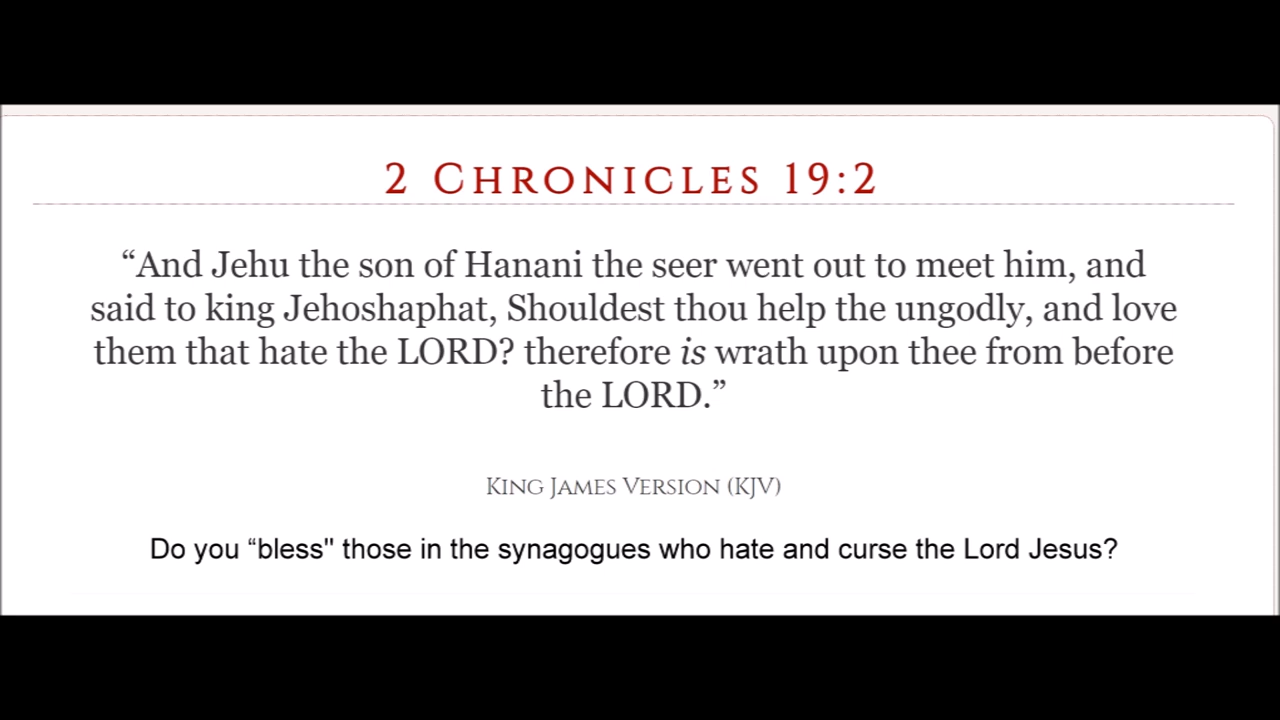 2 Chronicles 19:2
“And Jehu the son of Hanani the seer went out to meet him, and
said to king Jehoshaphat, Shouldest thou help the ungodly, and love
them that hate the LORD? therefore is wrath upon thee from before
the LORD.”
King James Version (KJV)
Do you “bless" those in the synagogues who hate and curse the Lord Jesus?